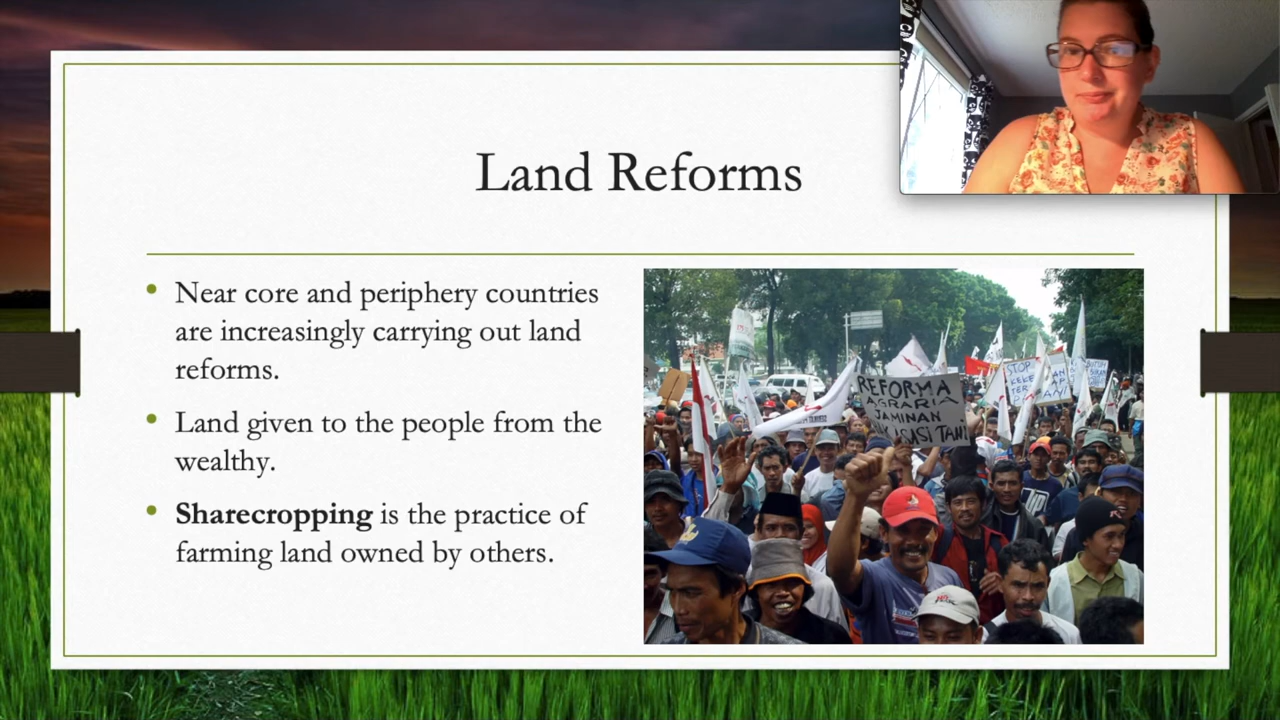 Land Reforms
Near core and periphery countries
are increasingly carrying out land
reforms.
Land given to the people from the
wealthy.
Sharecropping is the practice of
farming land owned by others.
REFORMA
AGRARIA
JAMINAN
STOP